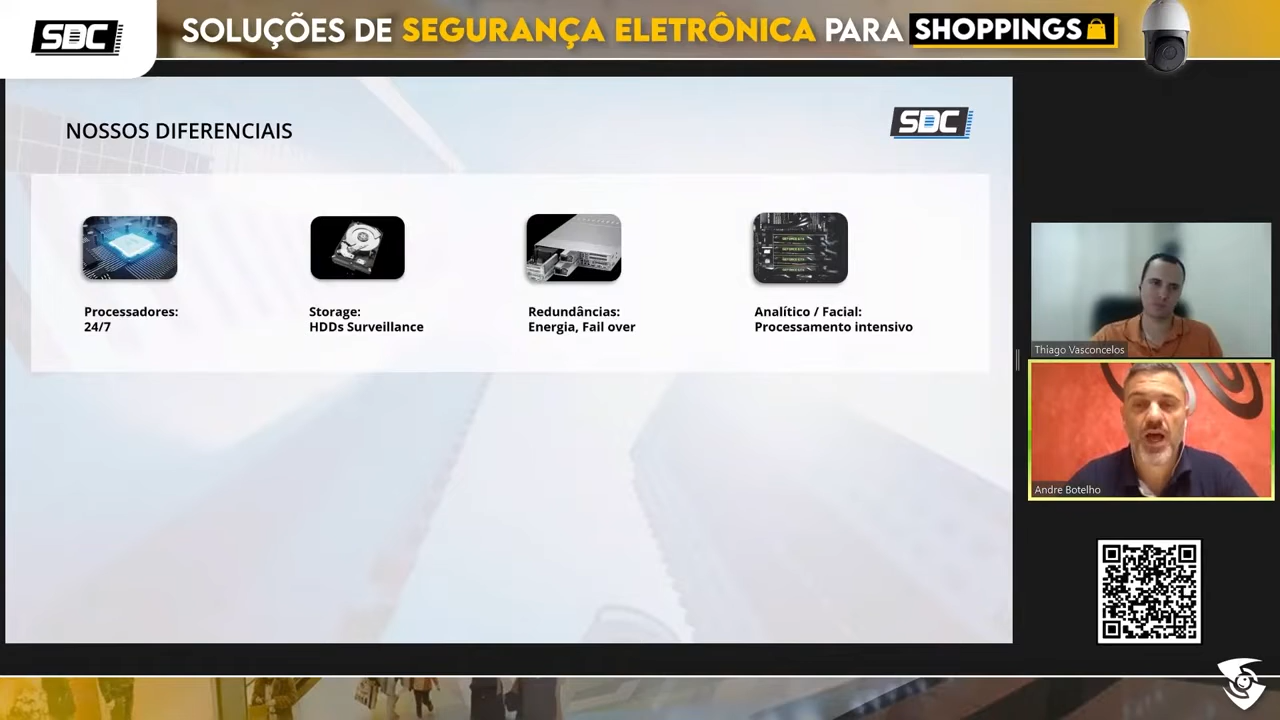 SDC
SOLUÇÕES DE SEGURANÇA ELETRÔNICA PARA SHOPPINGS
NOSSOS DIFERENCIAIS
SDC
Processadores:
24/7
Storage:
HDDs Surveillance
Redundâncias:
Energia, Fail over
Analítico / Facial:
Processamento intensivo
Thiago Vasconcelos
Andre Botelho